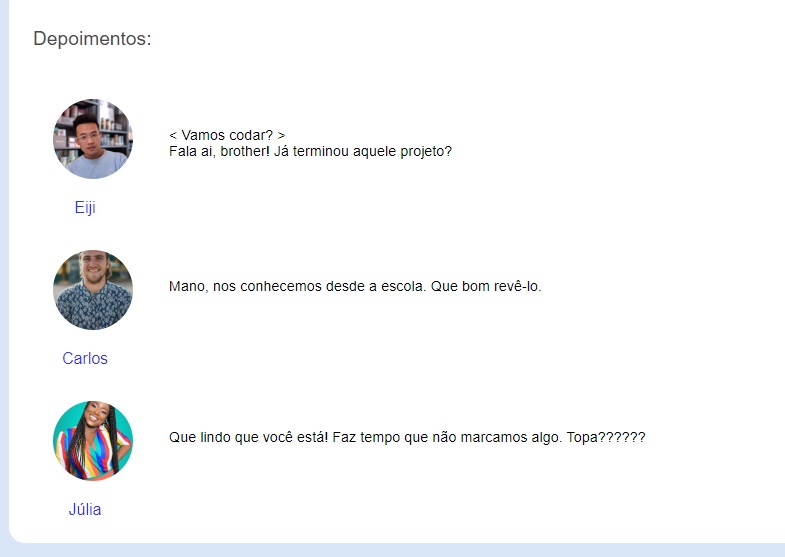 Depoimentos:
< Vamos codar? >
Fala ai, brother! Já terminou aquele projeto?
Eiji
Mano, nos conhecemos desde a escola. Que bom revê-lo.
Carlos
Que lindo que você está! Faz tempo que não marcamos algo. Topa??????
Júlia